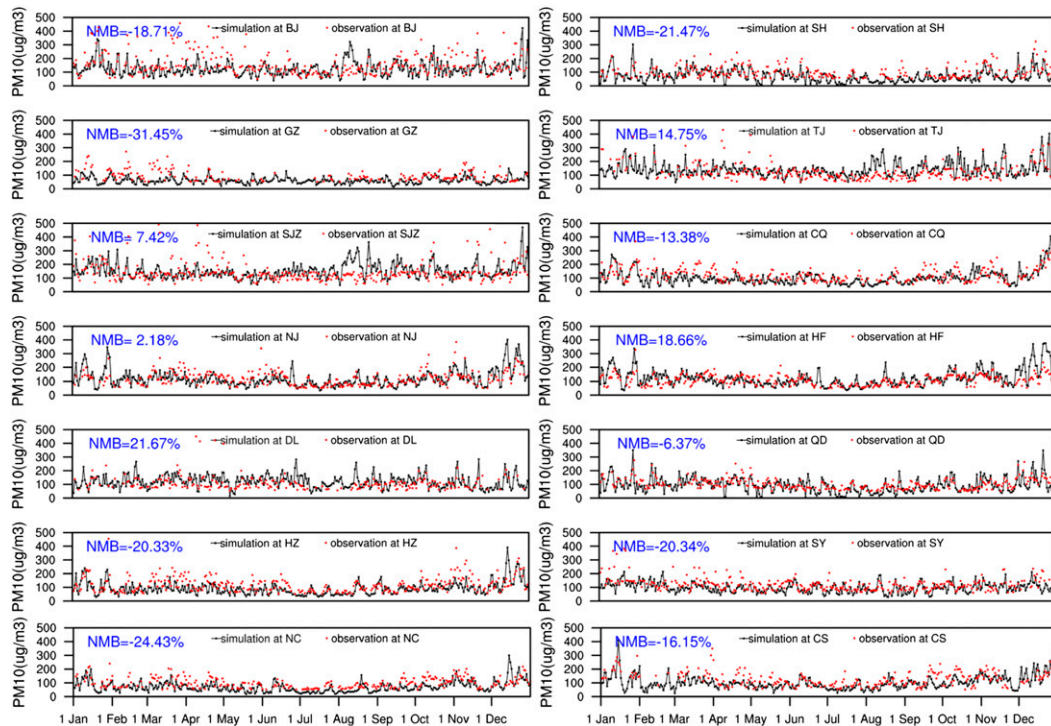 PM10(ug/m3)
500
400
300
200
100
0
NMB=-18.71%
simulation at BJ
observation at BJ
PM10(ug/m3)
500
400
300
200
100
0
NMB=-21.47%
simulation at SH
observation at SH
PM10(ug/m3)
500
400
300
200
100
0
NMB=-31.45%
simulation at GZ
observation at GZ
PM10(ug/m3)
500
400
300
200
100
0
NMB= 14.75%
simulation at TJ
observation at TJ
PM10(ug/m3)
500
400
300
200
100
0
NMB= 7.42%
simulation at SJZ
observation at SJZ
PM10(ug/m3)
500
400
300
200
100
0
NMB=-13.38%
simulation at CQ
observation at CQ
PM10(ug/m3)
500
400
300
200
100
0
NMB= 2.18%
simulation at NJ
observation at NJ
PM10(ug/m3)
500
400
300
200
100
0
NMB=18.66%
simulation at HF
observation at HF
PM10(ug/m3)
500
400
300
200
100
0
NMB=21.67%
simulation at DL
observation at DL
PM10(ug/m3)
500
400
300
200
100
0
NMB=-6.37%
simulation at QD
observation at QD
PM10(ug/m3)
500
400
300
200
100
0
NMB=-20.33%
simulation at HZ
observation at HZ
PM10(ug/m3)
500
400
300
200
100
0
NMB=-20.34%
simulation at SY
observation at SY
PM10(ug/m3)
500
400
300
200
100
0
NMB=-24.43%
simulation at NC
observation at NC
1 Jan 1 Feb 1 Mar 1 Apr 1 May 1 Jun 1 Jul 1 Aug 1 Sep 1 Oct 1 Nov 1 Dec
PM10(ug/m3)
500
400
300
200
100
0
NMB=-16.15%
simulation at CS
observation at CS
1 Jan 1 Feb 1 Mar 1 Apr 1 May 1 Jun 1 Jul 1 Aug 1 Sep 1 Oct 1 Nov 1 Dec